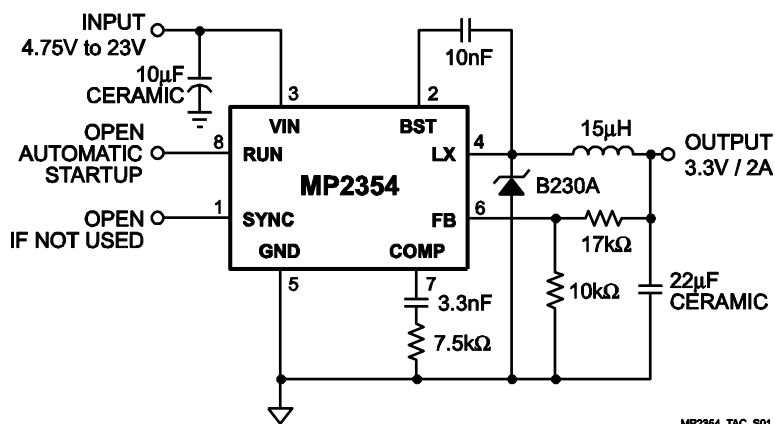 INPUT
4.75V to 23V
10nF
10µF
CERAMIC
3
2
VIN
BST
15µH
OPEN
AUTOMATIC
STARTUP
8
RUN
LX
4
OUTPUT
3.3V / 2A
MP2354
B230A
1
SYNC
FB
6
OPEN
IF NOT USED
17kΩ
GND
COMP
5
7
3.3nF
10kΩ
22µF
CERAMIC
7.5kΩ
MP2354_TAC_S01